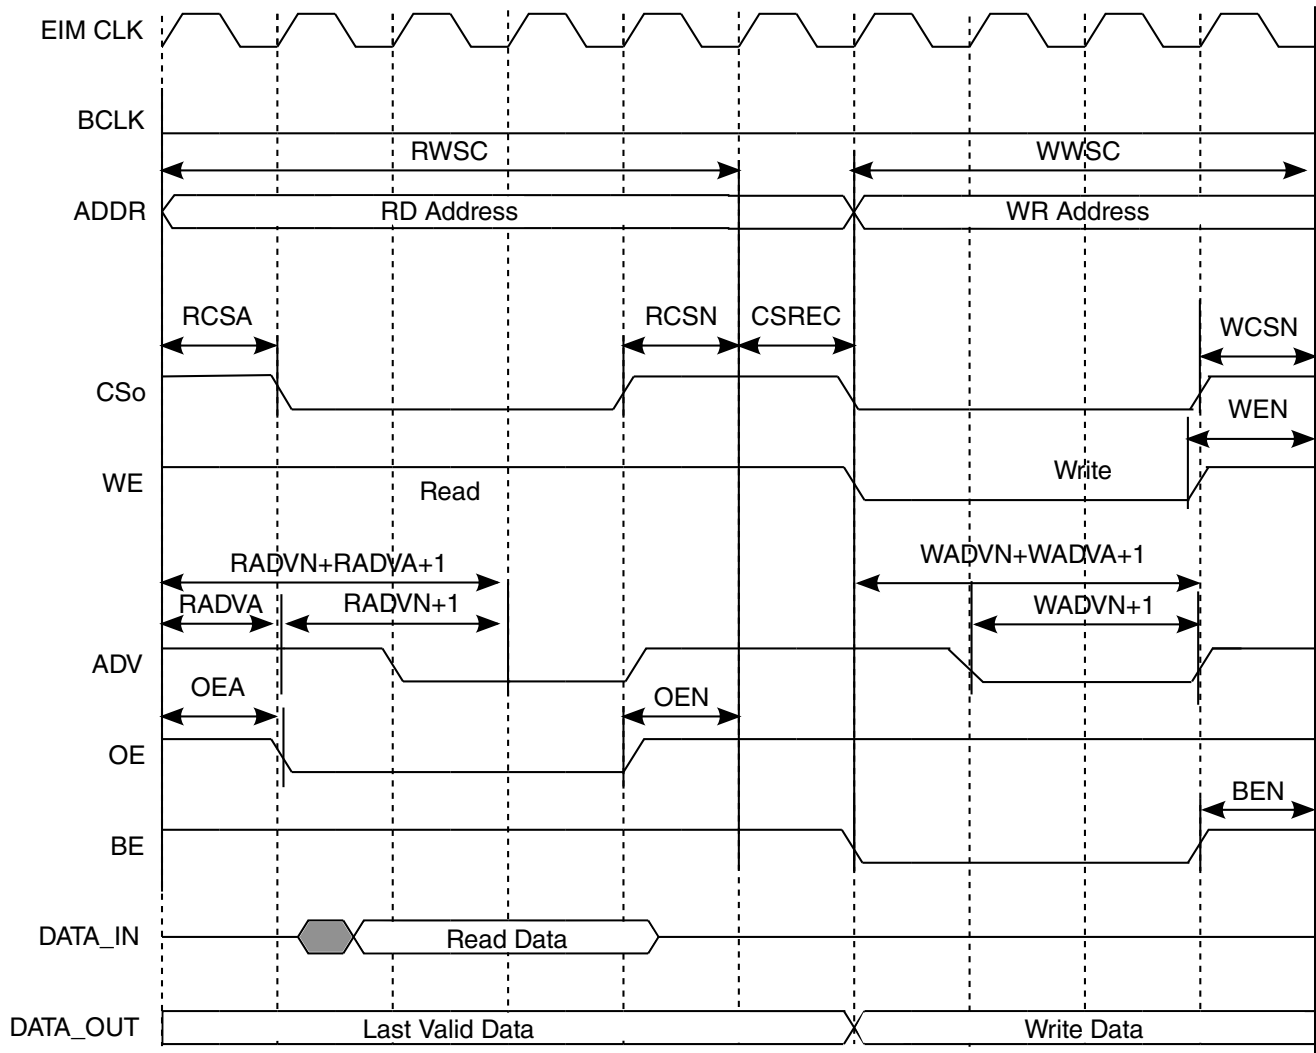 EIM CLK
BCLK
RWSC
WWSC
ADDR
RD Address
WR Address
RCSA
RCSN
CSREC
WCSN
CSo
WEN
WE
Read
Write
RADVN+RADVA+1
WADVN+WADVA+1
RADVA
RADVN+1
WADVN+1
ADV
OEA
OEN
OE
BEN
BE
DATA_IN
Read Data
DATA_OUT
Last Valid Data
Write Data